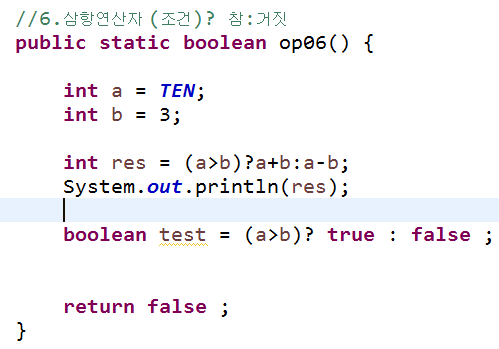 //6.삼항연산자(조건)? 참:거짓
public static boolean op06() {
int a = TEN;
int b = 3;
int res = (a>b)?a+b:a-b;
System.out.println(res);
boolean test = (a>b)? true : false ;
return false ;
}